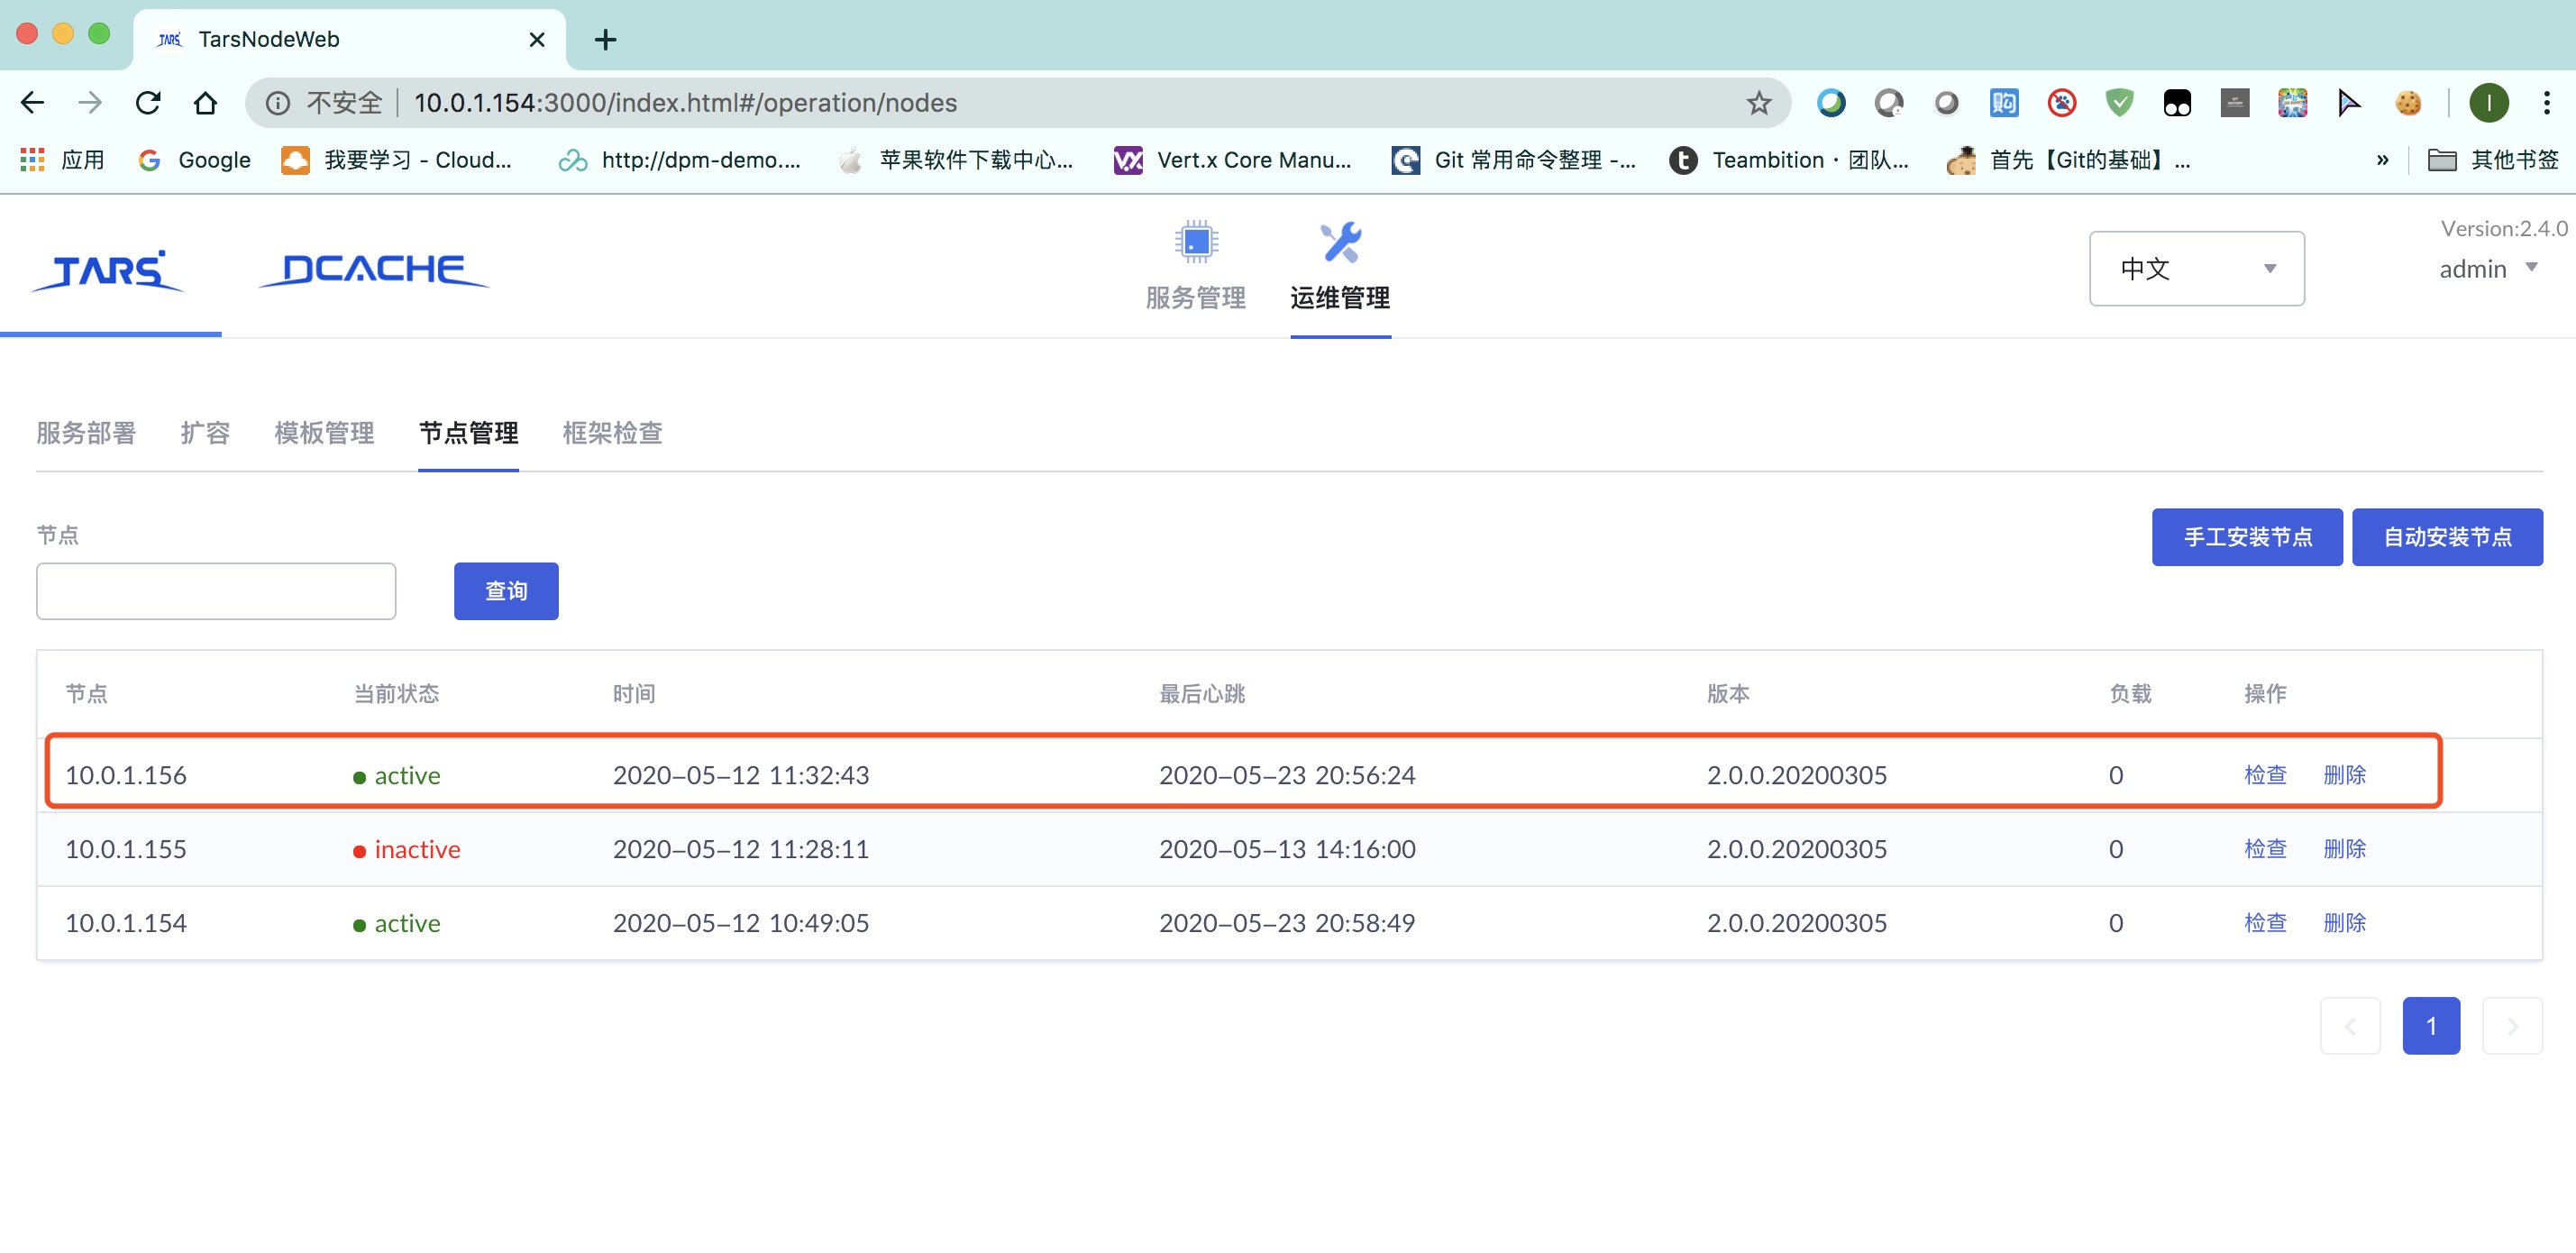 TARS TarsNodeWeb
不安全 10.0.1.154:3000/index.html#/operation/nodes
应用 Google 我要学习 - Cloud... http://dpm-demo.... 苹果软件下载中心... Vert.x Core Manu... Git 常用命令整理 -... Teambition · 团队... 首先【Git的基础】 ... » 其他书签
TARS DCACHE
服务管理 运维管理
中文
Version:2.4.0
admin
服务部署 扩容 模板管理 节点管理 框架检查
节点
查询
手工安装节点 自动安装节点
节点 当前状态 时间 最后心跳 版本 负载 操作
10.0.1.156 active 2020-05-12 11:32:43 2020-05-23 20:56:24 2.0.0.20200305 0 检查 删除
10.0.1.155 inactive 2020-05-12 11:28:11 2020-05-13 14:16:00 2.0.0.20200305 0 检查 删除
10.0.1.154 active 2020-05-12 10:49:05 2020-05-23 20:58:49 2.0.0.20200305 0 检查 删除
1